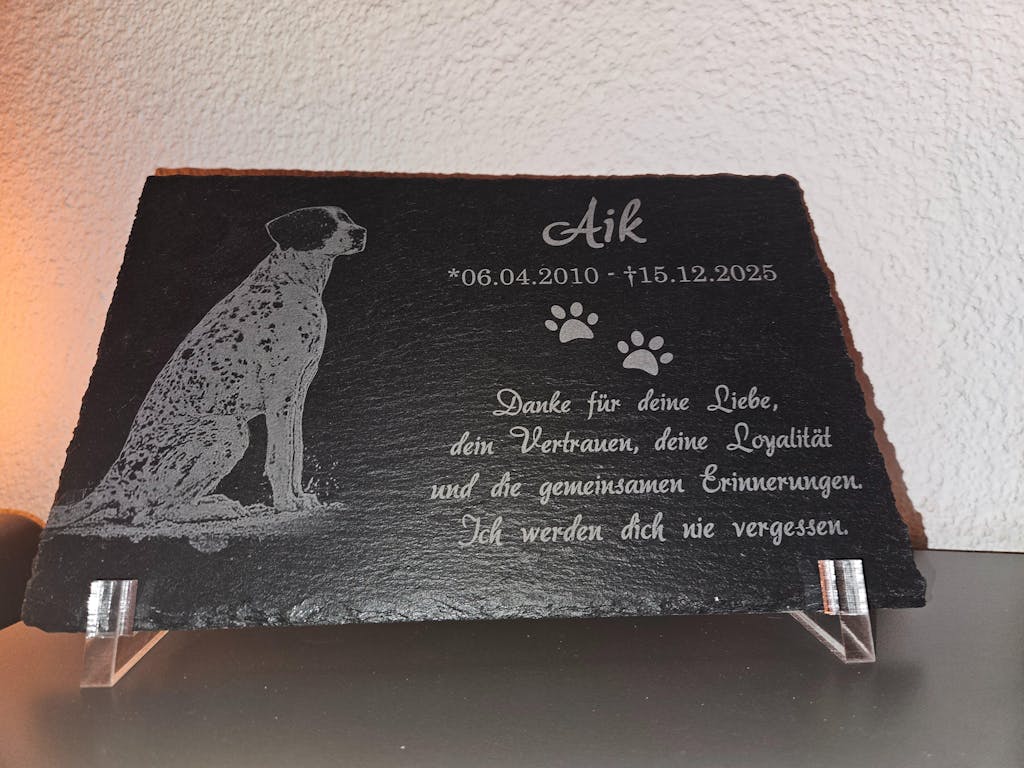 Aik
*06.04.2010 - †15.12.2025
Danke für deine Liebe,
dein Vertrauen, deine Loyalität
und die gemeinsamen Erinnerungen.
Ich werden dich nie vergessen.